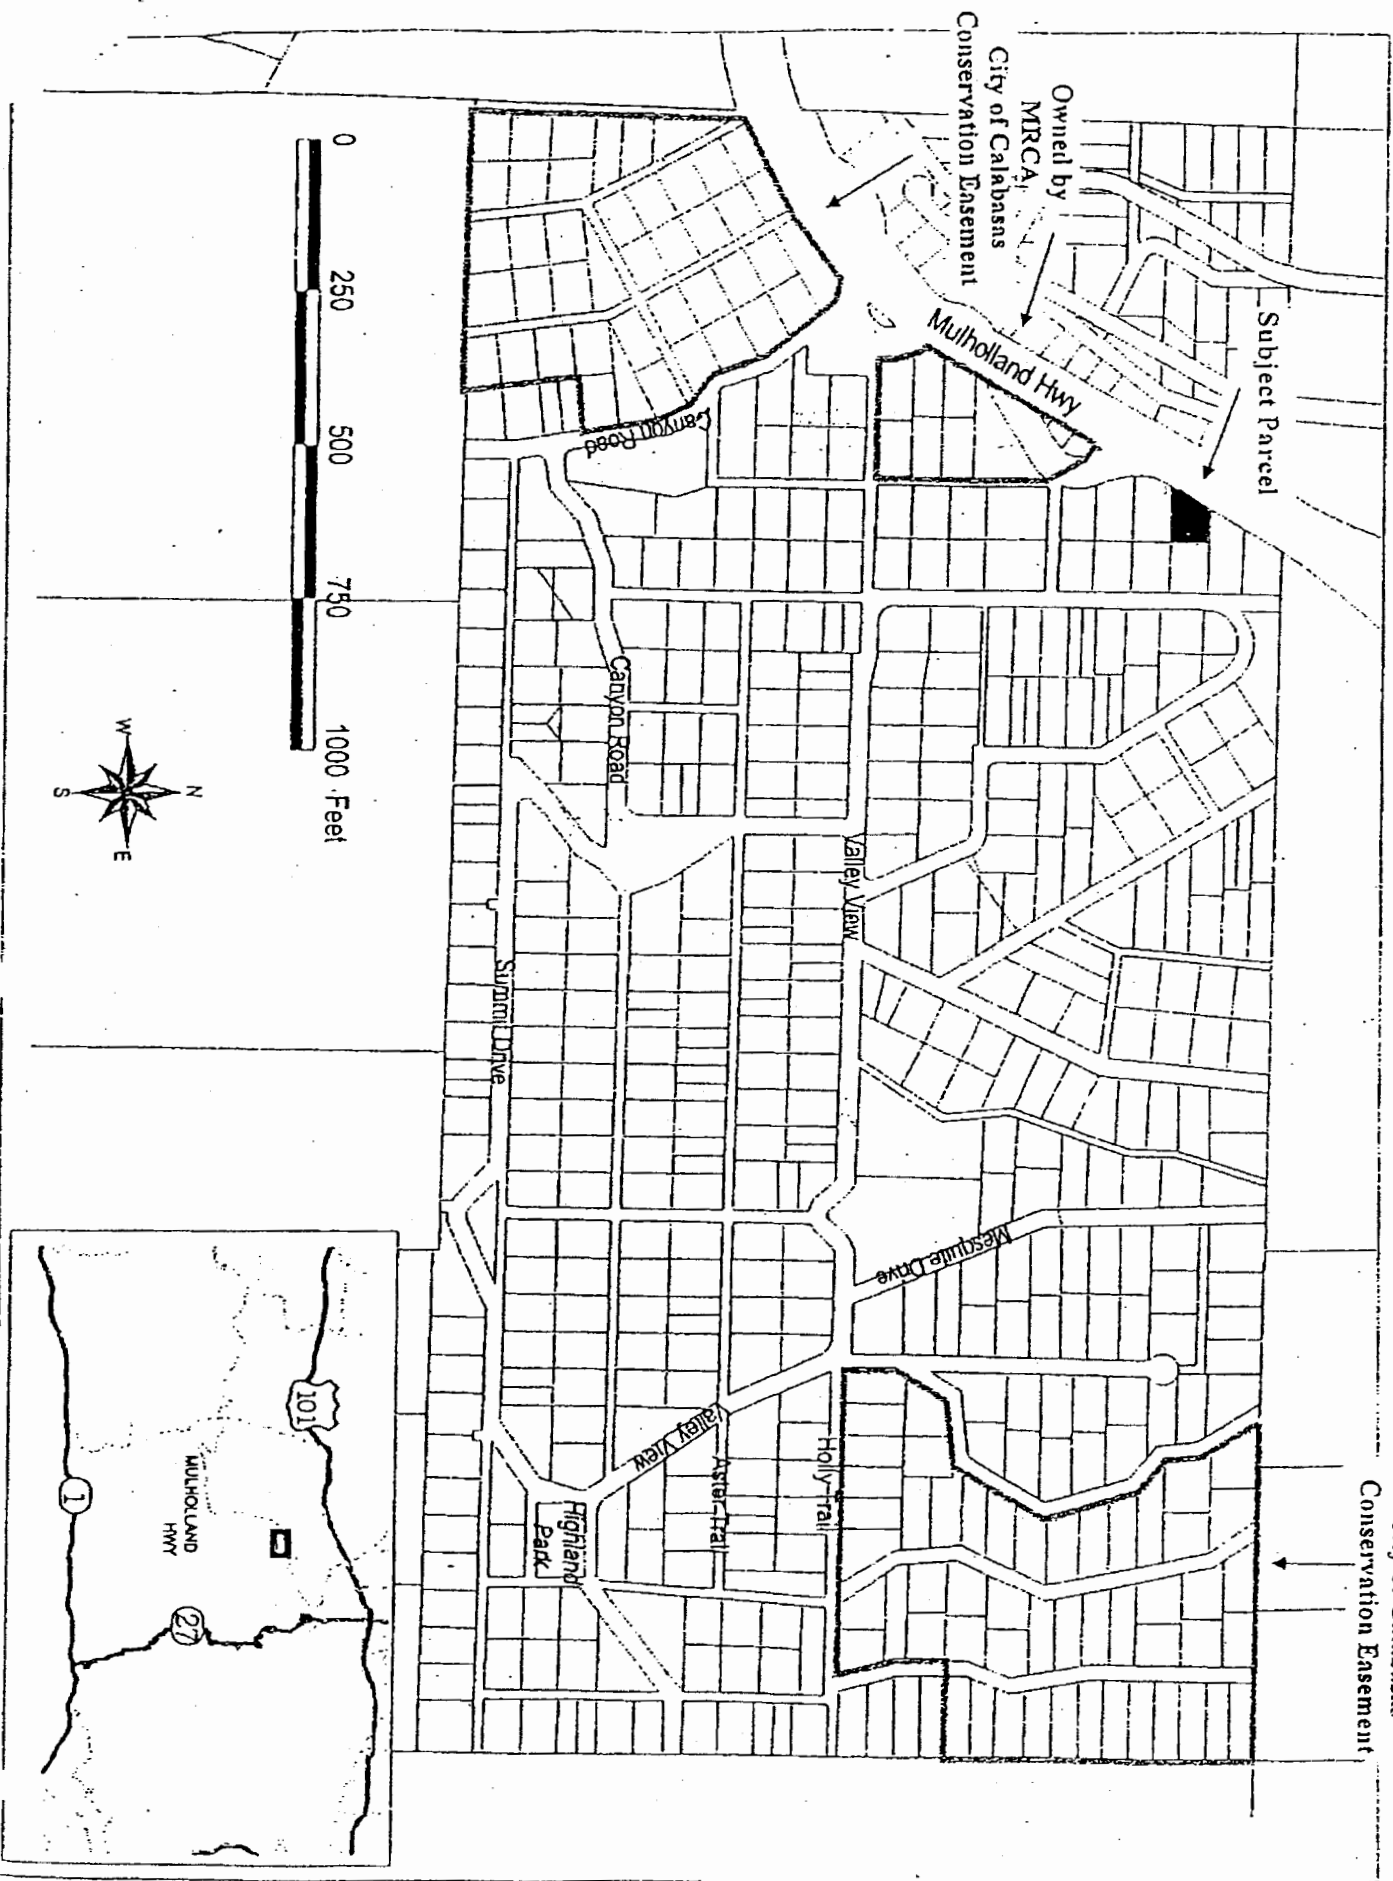 Owned by
MRCA,
City of Calabasas
Conservation Easement
Subject Parcel
Conservation Easement
Mulholland Hwy
Canyon Road
Canyon Road
Valley View
Summit Drive
Mesquite Drive
Valley View
Holly Trail
Aster Trail
Highland
Park
0
250
500
750
1000 Feet
N
W
E
S
101
MULHOLLAND
HWY
1
27